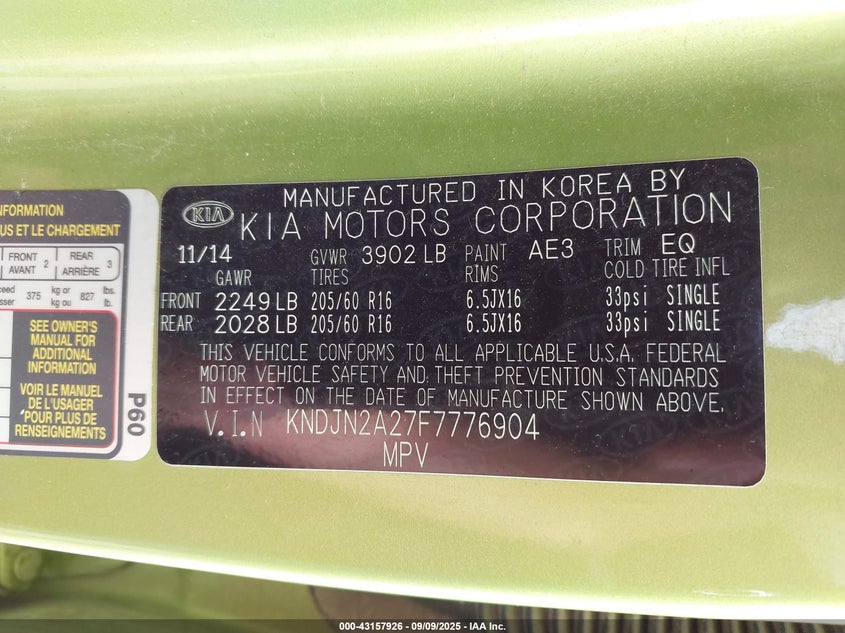 INFORMATION
US ET LE CHARGEMENT
FRONT 2 REAR 3
AVANT ARRIÈRE
375 kg or 827 lbs.
kg ou lb.
SEE OWNER'S
MANUAL FOR
ADDITIONAL
INFORMATION
VOIR LE MANUEL
DE L'USAGER
POUR PLUS DE
RENSEIGNEMENTS
P60
MANUFACTURED IN KOREA BY
KIA KIA MOTORS CORPORATION
11/14 GVWR 3902 LB PAINT AE3 TRIM EQ
GAWR TIRES RIMS COLD TIRE INFL
FRONT 2249 LB 205/60 R16 6.5JX16 33psi SINGLE
REAR 2028 LB 205/60 R16 6.5JX16 33psi SINGLE
THIS VEHICLE CONFORMS TO ALL APPLICABLE U.S.A. FEDERAL
MOTOR VEHICLE SAFETY AND THEFT PREVENTION STANDARDS
IN EFFECT ON THE DATE OF MANUFACTURE SHOWN ABOVE.
V.I.N KNDJN2A27F7776904
MPV
000-43157926 - 09/09/2025 - IAA Inc.